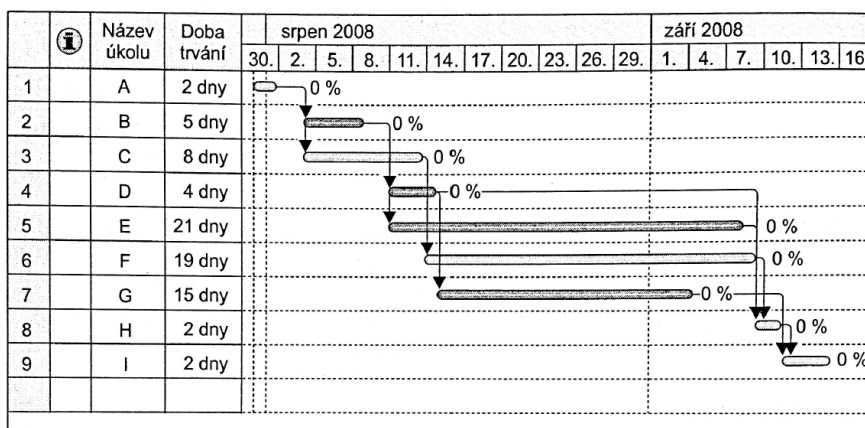 i Název úkolu Doba trvání srpen 2008 září 2008
30. 2. 5. 8. 11. 14. 17. 20. 23. 26. 29. 1. 4. 7. 10. 13. 16
1 A 2 dny 0 %
2 B 5 dny 0 %
3 C 8 dny 0 %
4 D 4 dny 0 %
5 E 21 dny 0 %
6 F 19 dny 0 %
7 G 15 dny 0 %
8 H 2 dny 0 %
9 I 2 dny 0 %